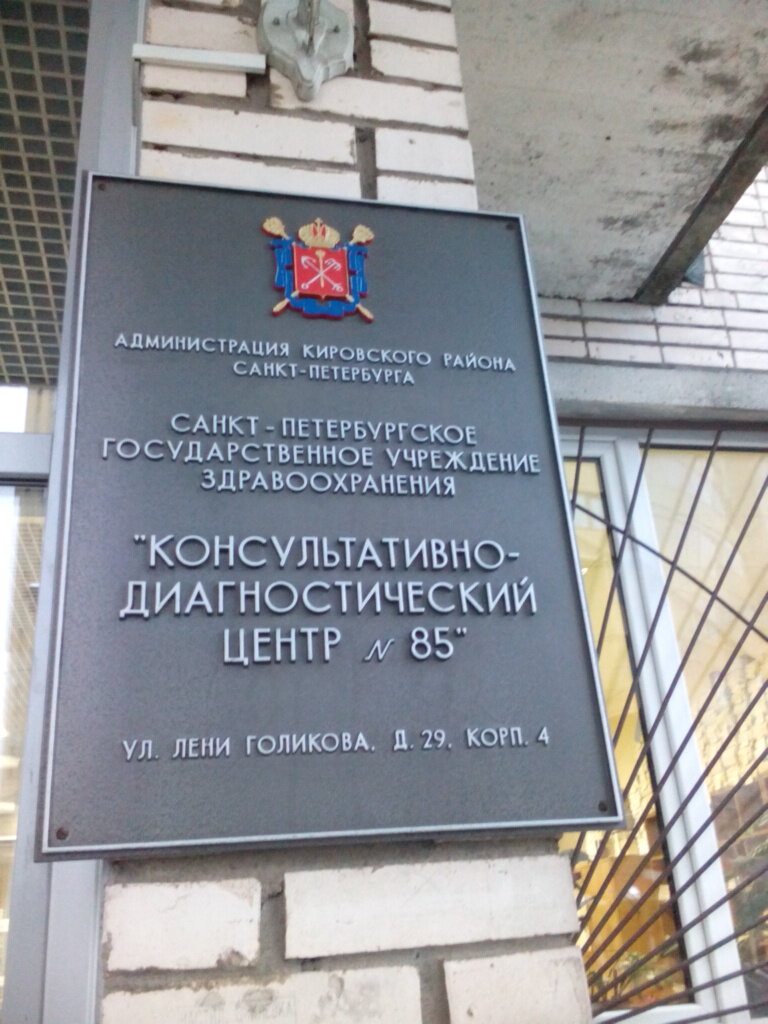 АДМИНИСТРАЦИЯ КИРОВСКОГО РАЙОНА
САНКТ-ПЕТЕРБУРГА
САНКТ-ПЕТЕРБУРГСКОЕ
ГОСУДАРСТВЕННОЕ УЧРЕЖДЕНИЕ
ЗДРАВООХРАНЕНИЯ
"КОНСУЛЬТАТИВНО-
ДИАГНОСТИЧЕСКИЙ
ЦЕНТР N 85"
УЛ. ЛЕНИ ГОЛИКОВА, Д. 29, КОРП. 4